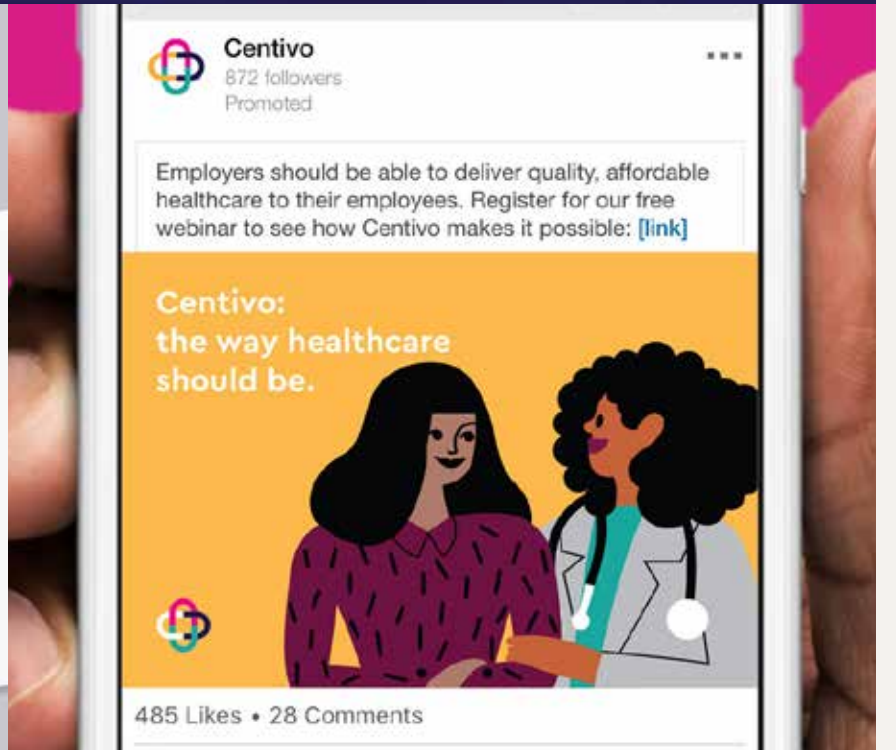 Centivo
872 followers
Promoted
Employers should be able to deliver quality, affordable
healthcare to their employees. Register for our free
webinar to see how Centivo makes it possible: [link]
Centivo:
the way healthcare
should be.
485 Likes • 28 Comments